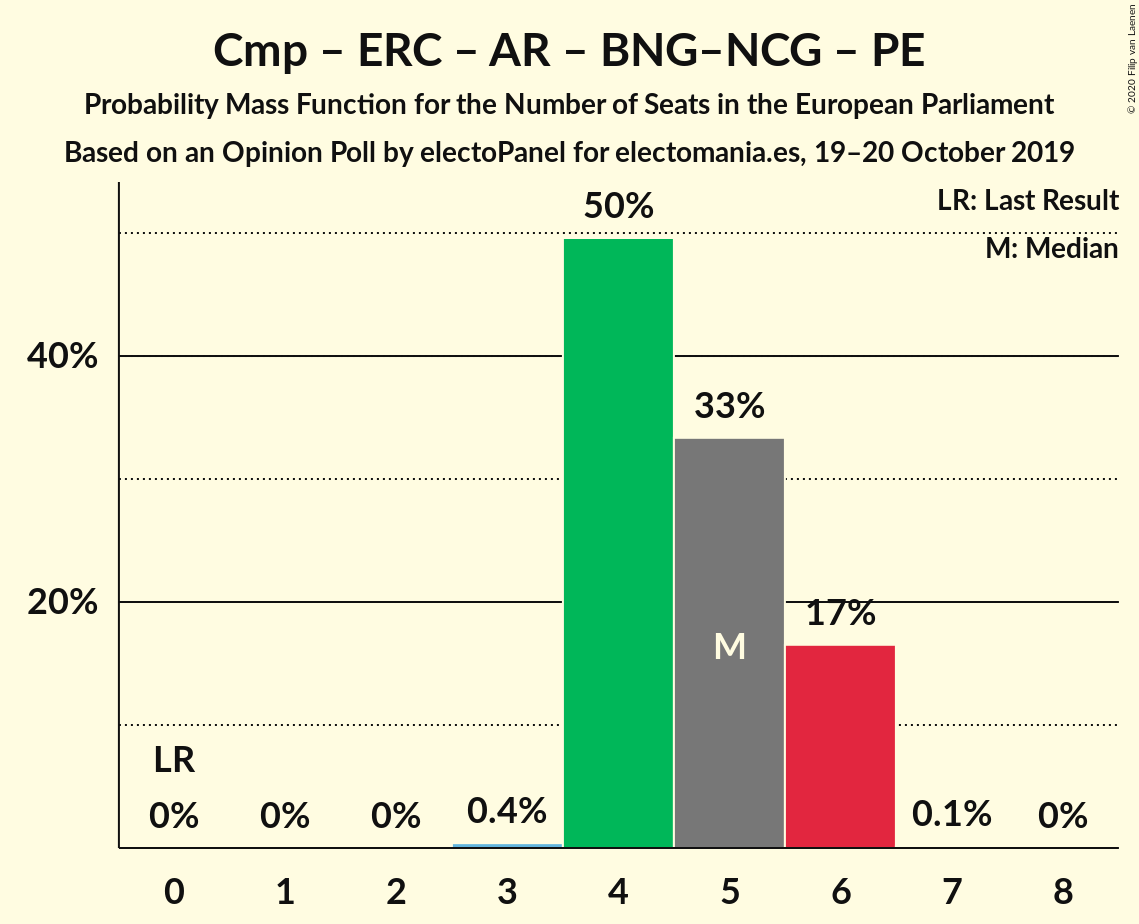 Cmp – ERC – AR – BNG–NCG – PE
Probability Mass Function for the Number of Seats in the European Parliament
Based on an Opinion Poll by electoPanel for electomania.es, 19–20 October 2019
© 2020 Filip van Laenen
LR: Last Result
M: Median
50%
40%
33%
20%
17%
M
LR
0%
0%
0%
0.4%
0.1%
0%
0 1 2 3 4 5 6 7 8